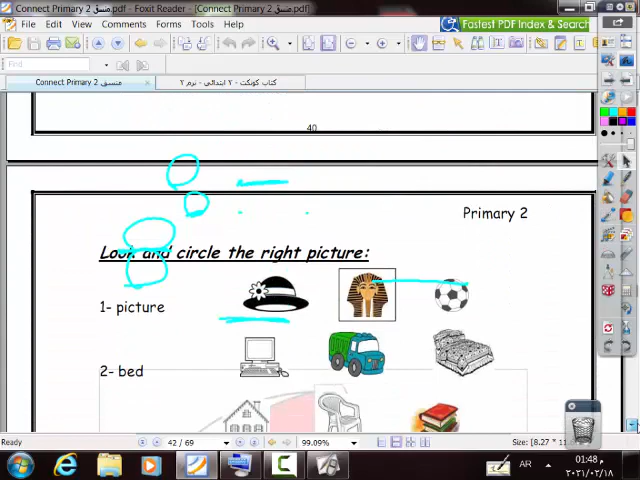 Connect Primary 2 منسق.pdf - Foxit Reader - [Connect Primary 2 منسق.pdf]
File Edit View Document Comments Forms Tools Help
Fastest PDF Index & Search
Find
Connect Primary 2 منسق
كتاب كونكت - ٢ ابتدائي - ترم ٢
40
Primary 2
Look and circle the right picture:
1- picture
2- bed
Ready
42 / 69
99.09%
AR
م 01:48
٢٠٢١/٠٢/١٨